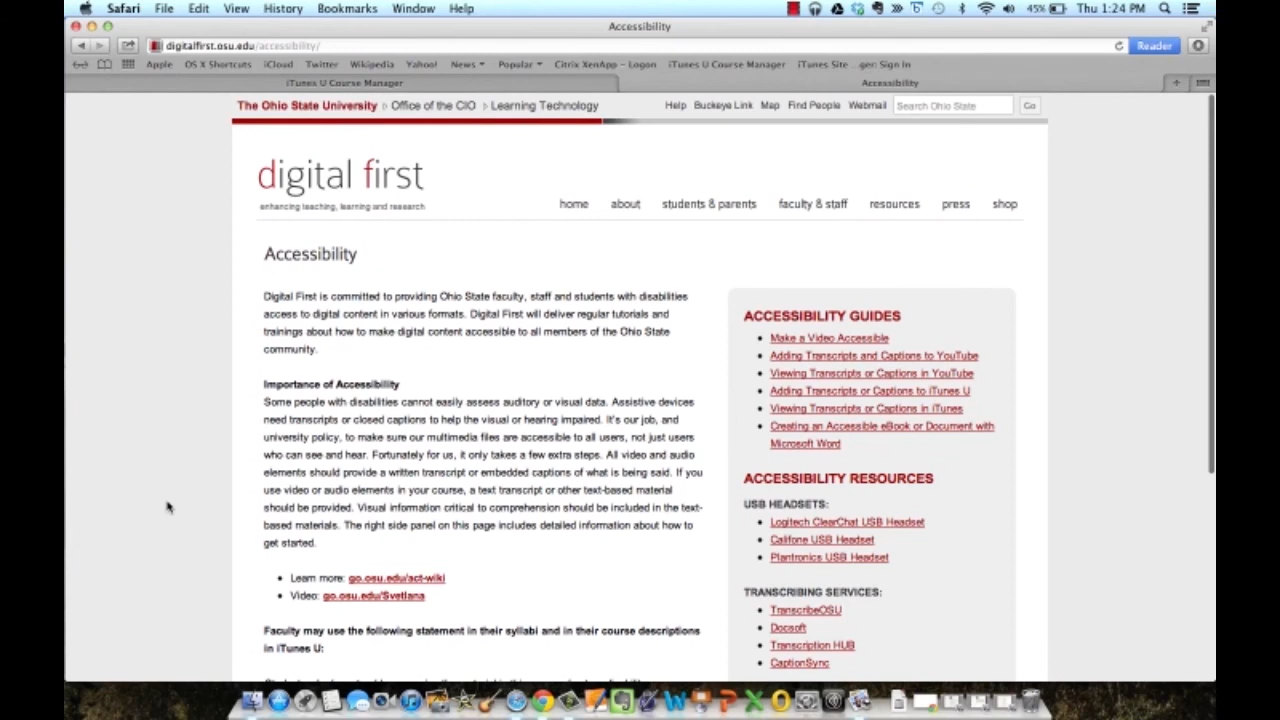 Safari File Edit View History Bookmarks Window Help 45% Thu 1:24 PM
Accessibility
digitalfirst.osu.edu/accessibility/ Reader
Apple OS X Shortcuts iCloud Twitter Wikipedia Yahoo! News Popular Citrix XenApp - Logon iTunes U Course Manager iTunes Site ...ger: Sign In
iTunes U Course Manager Accessibility
The Ohio State University Office of the CIO Learning Technology Help Buckeye Link Map Find People Webmail Search Ohio State Go
digital first
enhancing teaching, learning and research
home about students & parents faculty & staff resources press shop
Accessibility
Digital First is committed to providing Ohio State faculty, staff and students with disabilities
access to digital content in various formats. Digital First will deliver regular tutorials and
trainings about how to make digital content accessible to all members of the Ohio State
community.
Importance of Accessibility
Some people with disabilities cannot easily assess auditory or visual data. Assistive devices
need transcripts or closed captions to help the visual or hearing impaired. It's our job, and
university policy, to make sure our multimedia files are accessible to all users, not just users
who can see and hear. Fortunately for us, it only takes a few extra steps. All video and audio
elements should provide a written transcript or embedded captions of what is being said. If you
use video or audio elements in your course, a text transcript or other text-based material
should be provided. Visual information critical to comprehension should be included in the text-
based materials. The right side panel on this page includes detailed information about how to
get started.
Learn more: go.osu.edu/act-wiki
Video: go.osu.edu/Svetlana
Faculty may use the following statement in their syllabi and in their course descriptions
in iTunes U:
ACCESSIBILITY GUIDES
Make a Video Accessible
Adding Transcripts and Captions to YouTube
Viewing Transcripts or Captions in YouTube
Adding Transcripts or Captions to iTunes U
Viewing Transcripts or Captions in iTunes
Creating an Accessible eBook or Document with
Microsoft Word
ACCESSIBILITY RESOURCES
USB HEADSETS:
Logitech ClearChat USB Headset
Califone USB Headset
Plantronics USB Headset
TRANSCRIBING SERVICES:
TranscribeOSU
Docsoft
Transcription HUB
CaptionSync